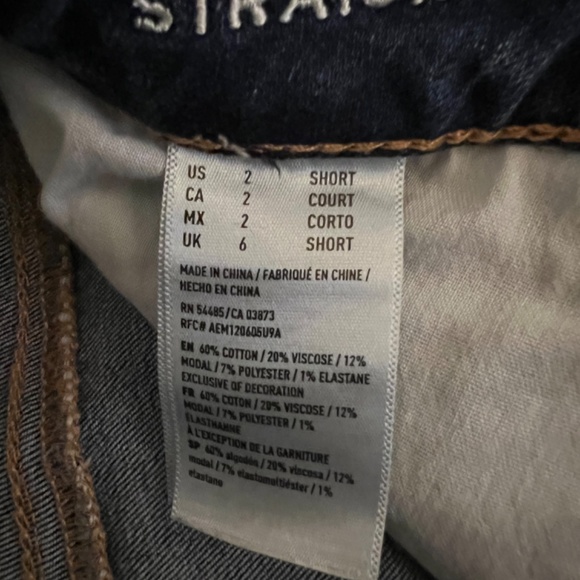 STRAIGH
US 2 SHORT
CA 2 COURT
MX 2 CORTO
UK 6 SHORT
MADE IN CHINA / FABRIQUÉ EN CHINE /
HECHO EN CHINA
RN 54485/CA 03873
RFC# AEM120605U9A
EN 60% COTTON / 20% VISCOSE / 12%
MODAL / 7% POLYESTER / 1% ELASTANE
EXCLUSIVE OF DECORATION
FR 60% COTON / 20% VISCOSE / 12%
MODAL / 7% POLYESTER / 1%
ELASTHANNE
À L'EXCEPTION DE LA GARNITURE
SP 60% algodón / 20% viscosa / 12%
modal / 7% elastomultiéster / 1%
elastano